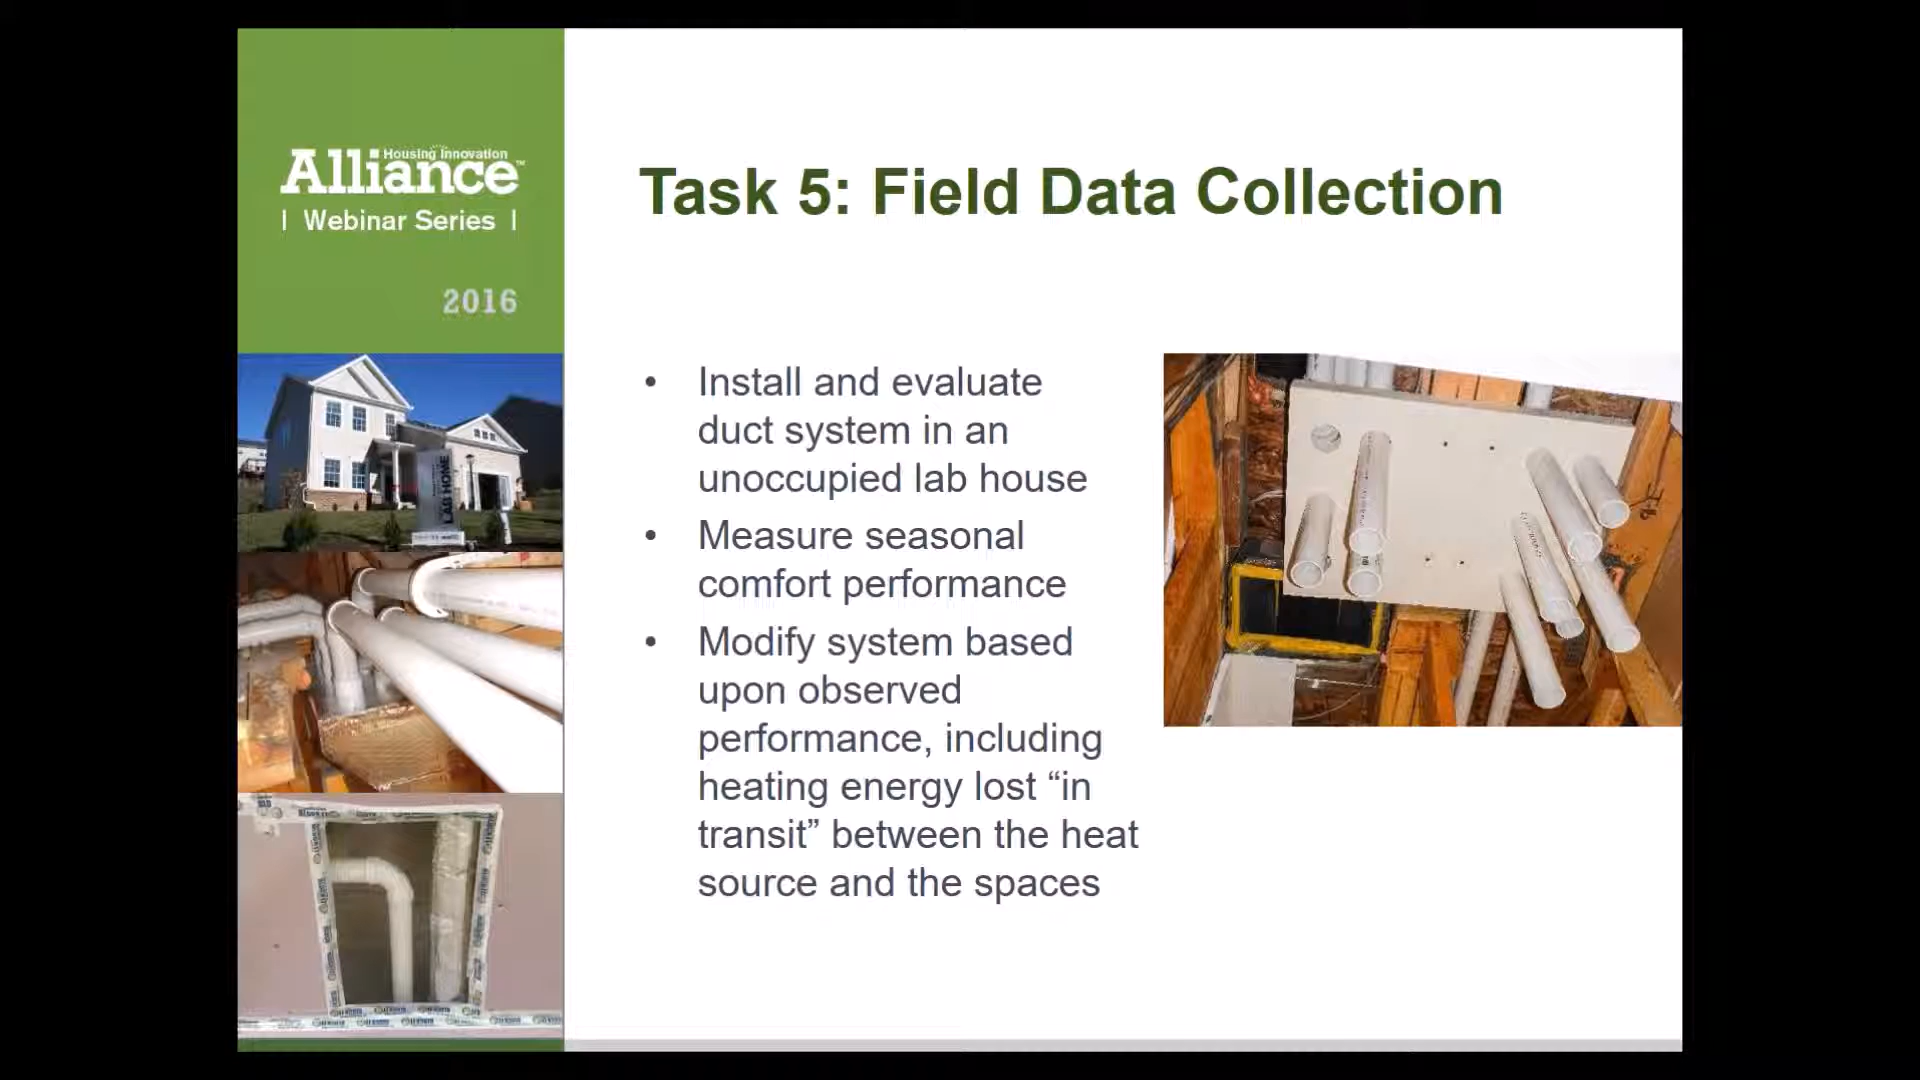 Housing Innovation
Alliance™
| Webinar Series |
2016
LAB HOME
Task 5: Field Data Collection
• Install and evaluate
duct system in an
unoccupied lab house
• Measure seasonal
comfort performance
• Modify system based
upon observed
performance, including
heating energy lost “in
transit” between the heat
source and the spaces